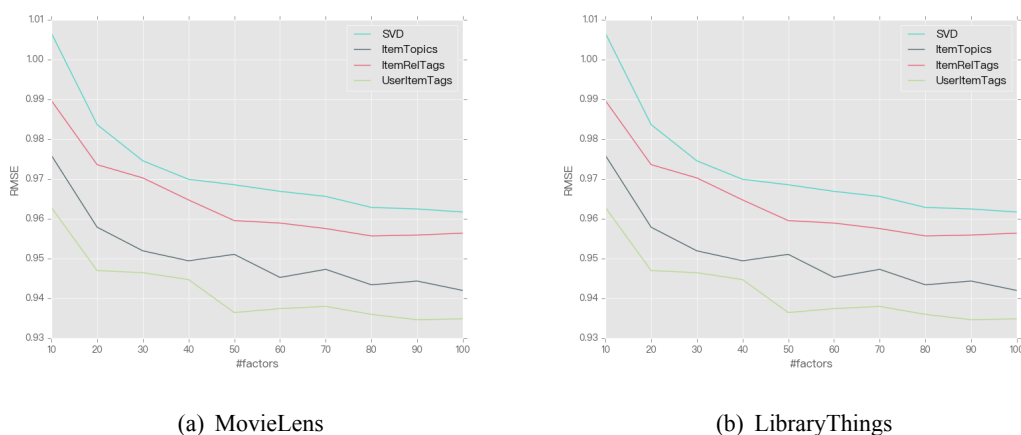 1.01
1.00
0.99
0.98
0.97
0.96
0.95
0.94
0.93
RMSE
SVD
ItemTopics
ItemRelTags
UserItemTags
10 20 30 40 50 60 70 80 90 100
#factors
(a) MovieLens
1.01
1.00
0.99
0.98
0.97
0.96
0.95
0.94
0.93
RMSE
SVD
ItemTopics
ItemRelTags
UserItemTags
10 20 30 40 50 60 70 80 90 100
#factors
(b) LibraryThings